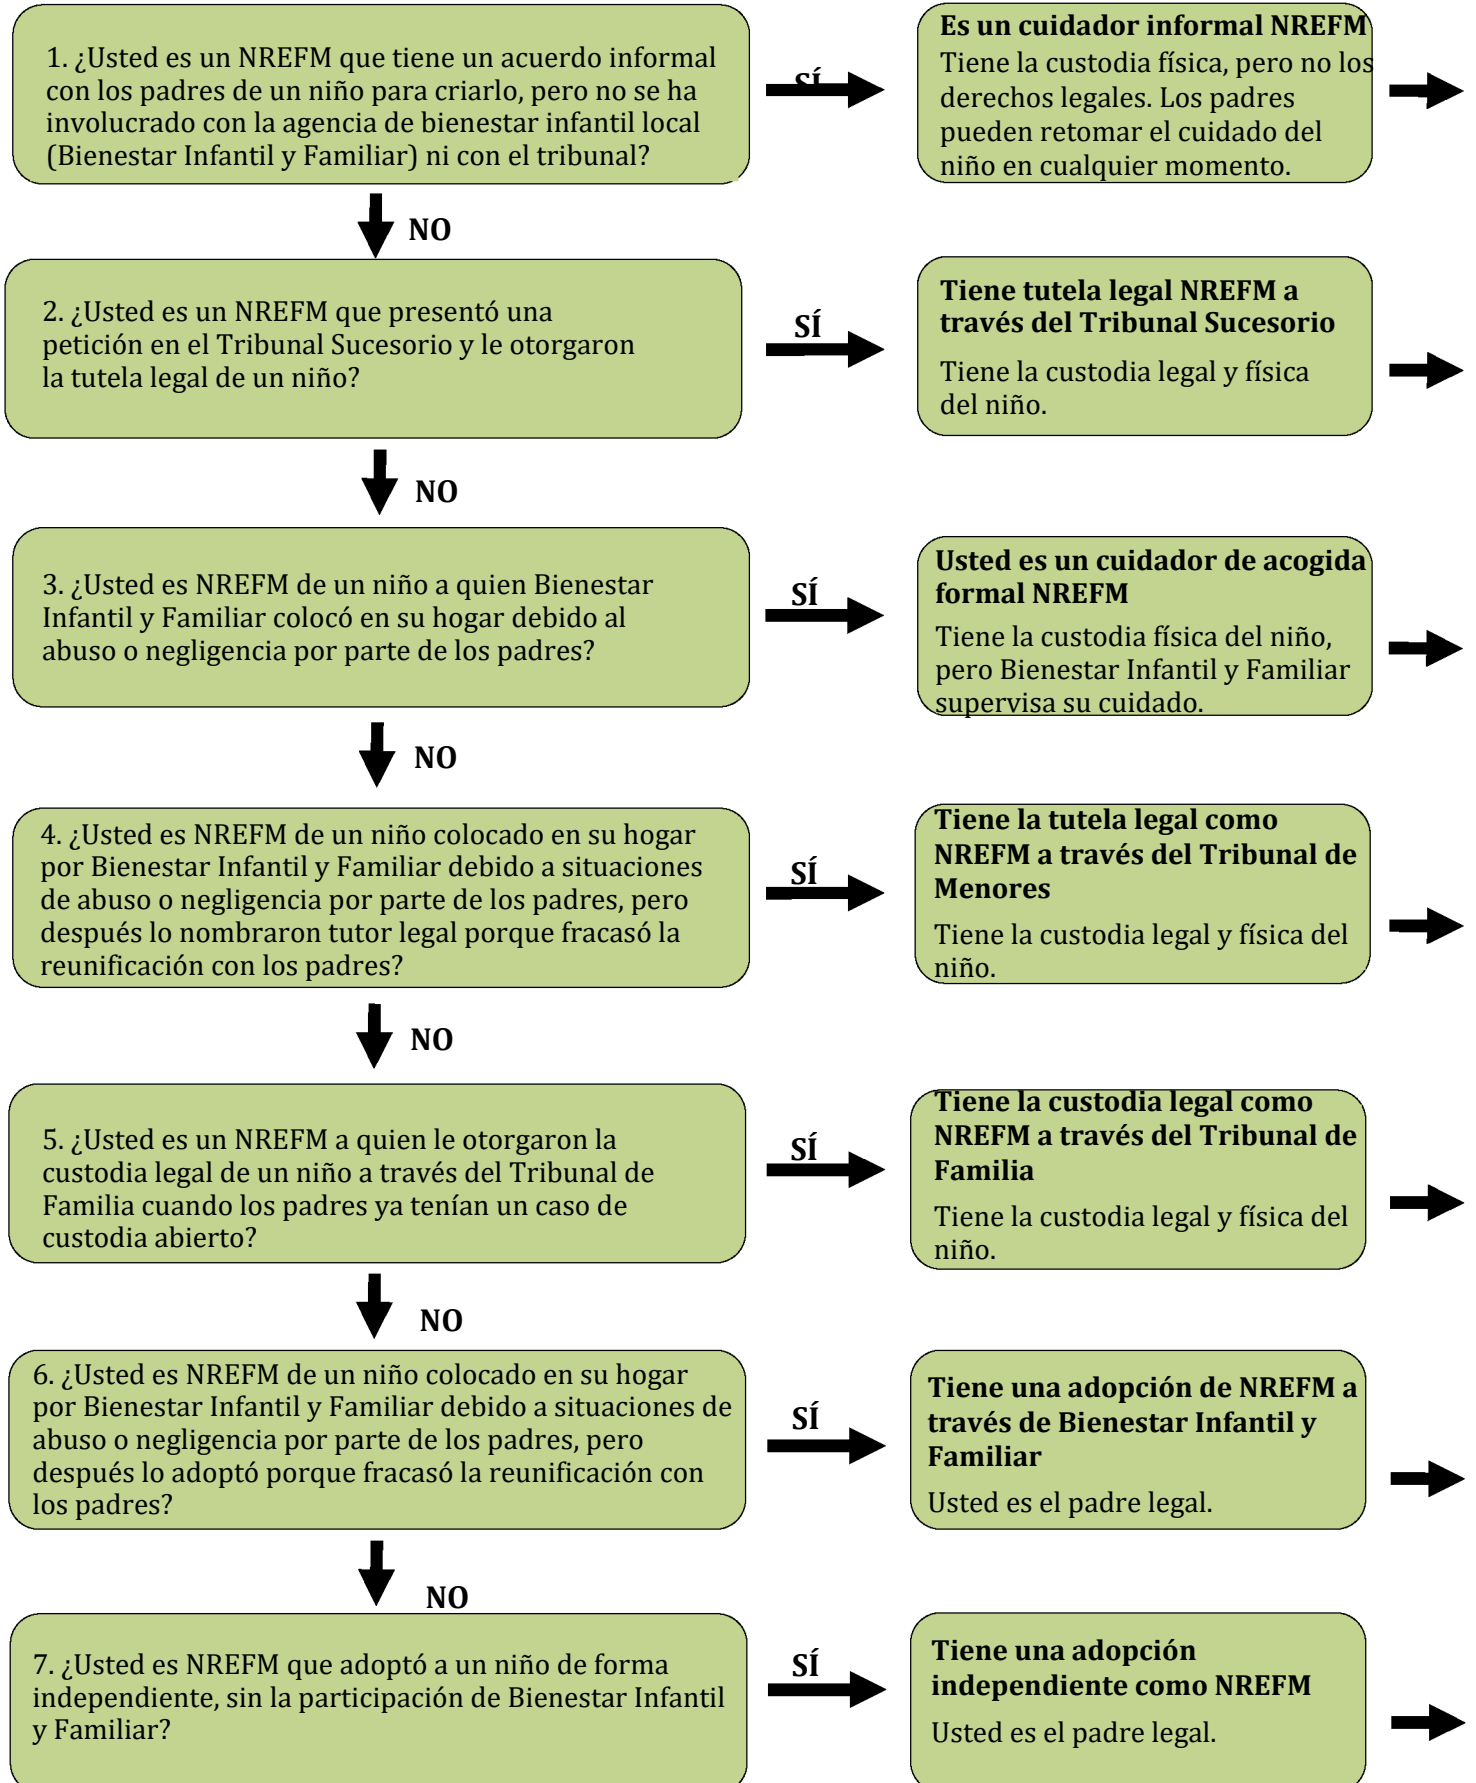 1. ¿Usted es un NREFM que tiene un acuerdo informal
con los padres de un niño para criarlo, pero no se ha
involucrado con la agencia de bienestar infantil local
(Bienestar Infantil y Familiar) ni con el tribunal?
SÍ
Es un cuidador informal NREFM
Tiene la custodia física, pero no los
derechos legales. Los padres
pueden retomar el cuidado del
niño en cualquier momento.
NO
2. ¿Usted es un NREFM que presentó una
petición en el Tribunal Sucesorio y le otorgaron
la tutela legal de un niño?
SÍ
Tiene tutela legal NREFM a
través del Tribunal Sucesorio
Tiene la custodia legal y física
del niño.
NO
3. ¿Usted es NREFM de un niño a quien Bienestar
Infantil y Familiar colocó en su hogar debido al
abuso o negligencia por parte de los padres?
SÍ
Usted es un cuidador de acogida
formal NREFM
Tiene la custodia física del niño,
pero Bienestar Infantil y Familiar
supervisa su cuidado.
NO
4. ¿Usted es NREFM de un niño colocado en su hogar
por Bienestar Infantil y Familiar debido a situaciones
de abuso o negligencia por parte de los padres, pero
después lo nombraron tutor legal porque fracasó la
reunificación con los padres?
SÍ
Tiene la tutela legal como
NREFM a través del Tribunal de
Menores
Tiene la custodia legal y física del
niño.
NO
5. ¿Usted es un NREFM a quien le otorgaron la
custodia legal de un niño a través del Tribunal de
Familia cuando los padres ya tenían un caso de
custodia abierto?
SÍ
Tiene la custodia legal como
NREFM a través del Tribunal de
Familia
Tiene la custodia legal y física del
niño.
NO
6. ¿Usted es NREFM de un niño colocado en su hogar
por Bienestar Infantil y Familiar debido a situaciones de
abuso o negligencia por parte de los padres, pero
después lo adoptó porque fracasó la reunificación con
los padres?
SÍ
Tiene una adopción de NREFM a
través de Bienestar Infantil y
Familiar
Usted es el padre legal.
NO
7. ¿Usted es NREFM que adoptó a un niño de forma
independiente, sin la participación de Bienestar Infantil
y Familiar?
SÍ
Tiene una adopción
independiente como NREFM
Usted es el padre legal.